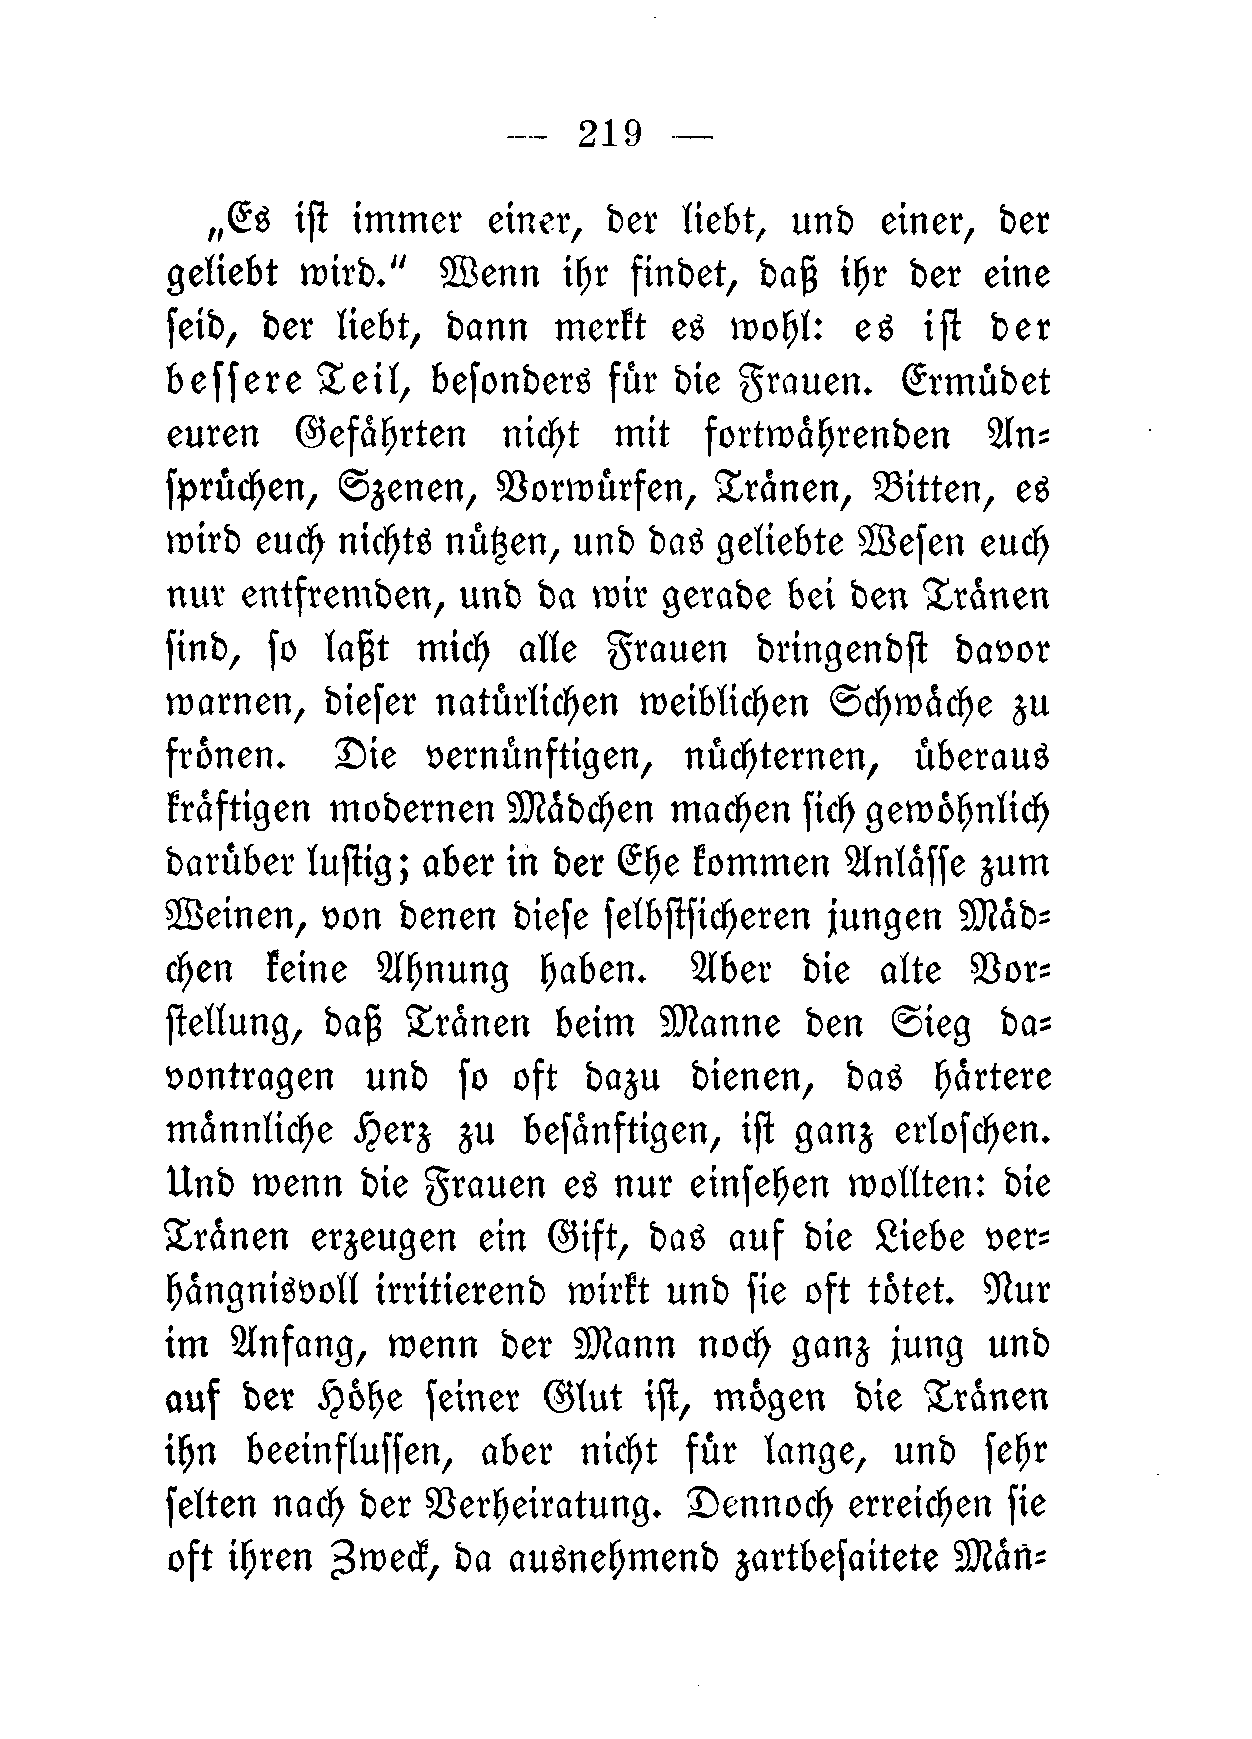 — 219 —
„Es iſt immer einer, der liebt, und einer, der
geliebt wird." Wenn ihr findet, daß ihr der eine
ſeid, der liebt, dann merkt es wohl: es iſt der
beſſere Teil, beſonders für die Frauen. Ermüdet
euren Gefährten nicht mit fortwährenden An⸗
ſprüchen, Szenen, Vorwürfen, Tränen, Bitten, es
wird euch nichts nützen, und das geliebte Weſen euch
nur entfremden, und da wir gerade bei den Tränen
ſind, ſo laßt mich alle Frauen dringendſt davor
warnen, dieſer natürlichen weiblichen Schwäche zu
frönen. Die vernünftigen, nüchternen, überaus
kräftigen modernen Mädchen machen ſich gewöhnlich
darüber luſtig; aber in der Ehe kommen Anläſſe zum
Weinen, von denen dieſe ſelbſtſicheren jungen Mäd⸗
chen keine Ahnung haben. Aber die alte Vor⸗
ſtellung, daß Tränen beim Manne den Sieg da⸗
vontragen und ſo oft dazu dienen, das härtere
männliche Herz zu beſänftigen, iſt ganz erloſchen.
Und wenn die Frauen es nur einſehen wollten: die
Tränen erzeugen ein Gift, das auf die Liebe ver⸗
hängnisvoll irritierend wirkt und ſie oft tötet. Nur
im Anfang, wenn der Mann noch ganz jung und
auf der Höhe ſeiner Glut iſt, mögen die Tränen
ihn beeinfluſſen, aber nicht für lange, und ſehr
ſelten nach der Verheiratung. Dennoch erreichen ſie
oft ihren Zweck, da ausnehmend zartbeſaitete Män⸗